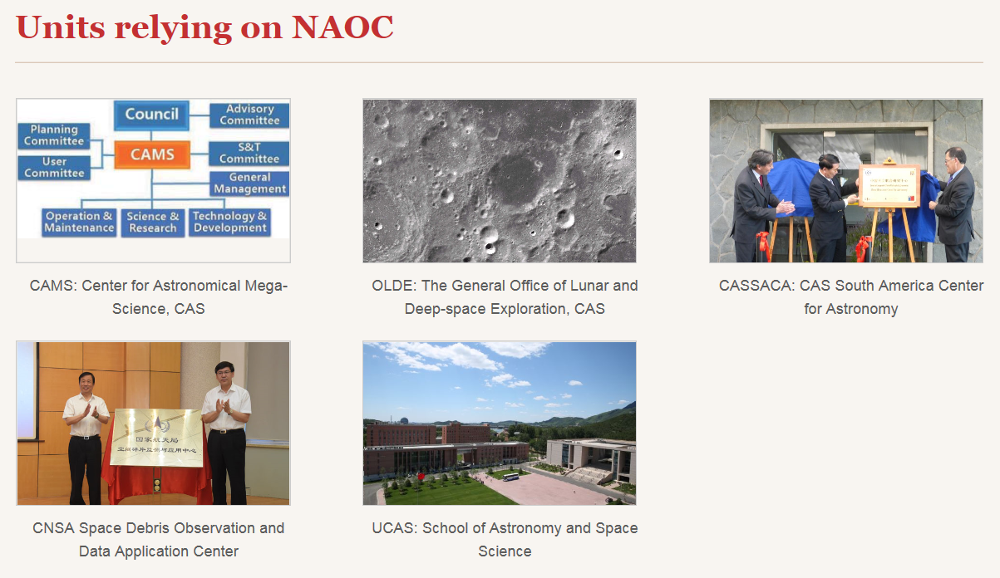 Units relying on NAOC
Council
Advisory
Committee
Planning
Committee
CAMS
S&T
Committee
User
Committee
General
Management
Operation &
Maintenance
Science &
Research
Technology &
Development
CAMS: Center for Astronomical Mega-
Science, CAS
OLDE: The General Office of Lunar and
Deep-space Exploration, CAS
CASSACA: CAS South America Center
for Astronomy
国家航天局
空间碎片监测与应用中心
CNSA Space Debris Observation and
Data Application Center
UCAS: School of Astronomy and Space
Science